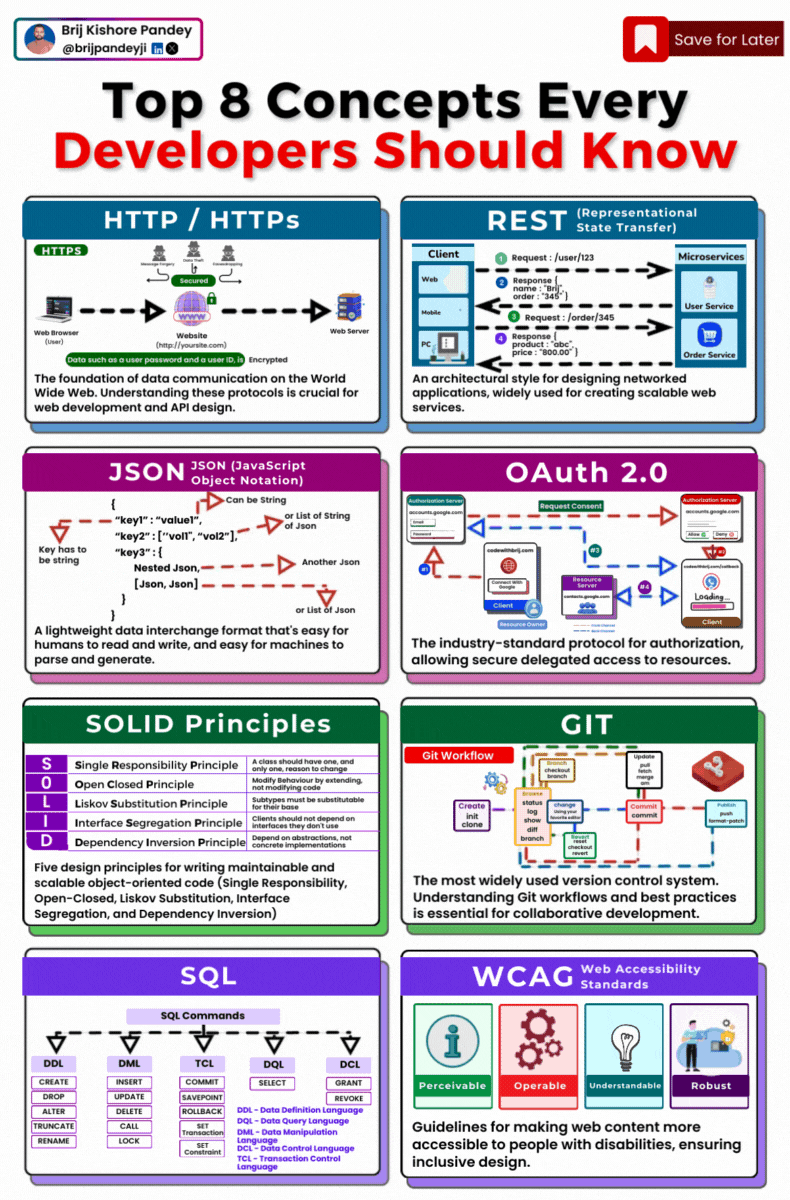 Brij Kishore Pandey
@brijpandeyji
Save for Later
Top 8 Concepts Every
Developers Should Know
HTTP / HTTPs
HTTPS
Message Forgery
Data Theft
Eavesdropping
Secured
WWW
Web Browser
(User)
Website
(http://yoursite.com)
Web Server
Data such as a user password and a user ID, is Encrypted
The foundation of data communication on the World
Wide Web. Understanding these protocols is crucial for
web development and API design.
REST (Representational
State Transfer)
Client
Web
Mobile
PC
1 Request : /user/123
2 Response {
name : "Brij,
order : "345" }
3 Request : /order/345
4 Response {
product : "abc",
price : "800.00" }
Microservices
User Service
Order Service
An architectural style for designing networked
applications, widely used for creating scalable web
services.
JSON JSON (JavaScript
Object Notation)
{
"key1" : "value1",
"key2" : ["vol1", "vol2"],
"key3" : {
Nested Json,
[Json, Json]
}
}
Can be String
or List of String
of Json
Key has to
be string
Another Json
or List of Json
A lightweight data interchange format that's easy for
humans to read and write, and easy for machines to
parse and generate.
OAuth 2.0
Authorization Server
accounts.google.com
Email
Password
Request Consent
Authorization Server
accounts.google.com
Allow
Deny
#1
#3
#4
codewithbrij.com
Connect With
Google
Client
Resource Owner
Resource
Server
contacts.google.com
codewithbrij.com/callback
Loading...
Client
The industry-standard protocol for authorization,
allowing secure delegated access to resources.
SOLID Principles
S Single Responsibility Principle A class should have one, and
only one, reason to change
O Open Closed Principle Modify Behaviour by extending,
not modifying code
L Liskov Substitution Principle Subtypes must be substitutable
for their base
I Interface Segregation Principle Clients should not depend on
interfaces they don't use
D Dependency Inversion Principle Depend on abstractions, not
concrete implementations
Five design principles for writing maintainable and
scalable object-oriented code (Single Responsibility,
Open-Closed, Liskov Substitution, Interface
Segregation, and Dependency Inversion)
GIT
Git Workflow
Create
init
clone
Browse
status
log
show
diff
branch
Branch
checkout
branch
change
Using your
favorite editor
Revert
reset
checkout
revert
Update
pull
fetch
merge
am
Commit
commit
Publish
push
format-patch
The most widely used version control system.
Understanding Git workflows and best practices
is essential for collaborative development.
SQL
SQL Commands
DDL
CREATE
DROP
ALTER
TRUNCATE
RENAME
DML
INSERT
UPDATE
DELETE
CALL
LOCK
TCL
COMMIT
SAVEPOINT
ROLLBACK
SET
Transaction
SET
Constraint
DQL
SELECT
DCL
GRANT
REVOKE
DDL - Data Definition Language
DQL - Data Query Language
DML - Data Manipulation
Language
DCL - Data Control Language
TCL - Transaction Control
Language
WCAG Web Accessibility
Standards
Perceivable
Operable
Understandable
Robust
Guidelines for making web content more
accessible to people with disabilities, ensuring
inclusive design.